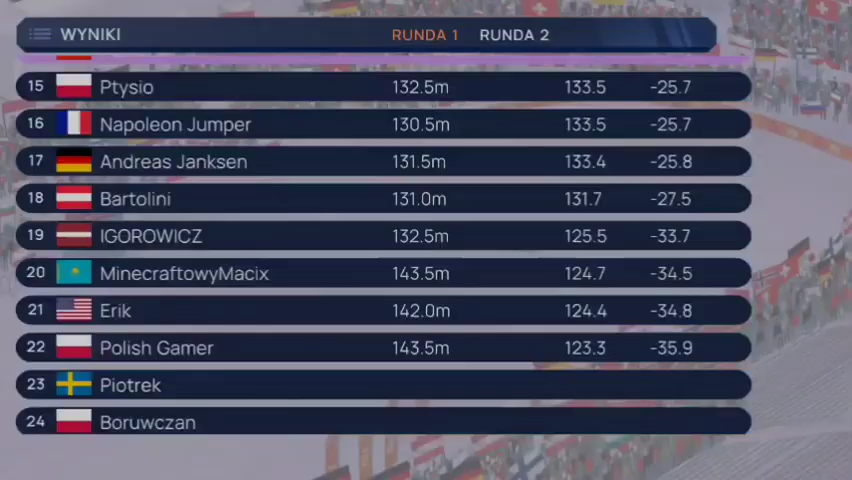 WYNIKI RUNDA 1 RUNDA 2
15 Ptysio 132.5m 133.5 -25.7
16 Napoleon Jumper 130.5m 133.5 -25.7
17 Andreas Janksen 131.5m 133.4 -25.8
18 Bartolini 131.0m 131.7 -27.5
19 IGOROWICZ 132.5m 125.5 -33.7
20 MinecraftowyMacix 143.5m 124.7 -34.5
21 Erik 142.0m 124.4 -34.8
22 Polish Gamer 143.5m 123.3 -35.9
23 Piotrek
24 Boruwczan